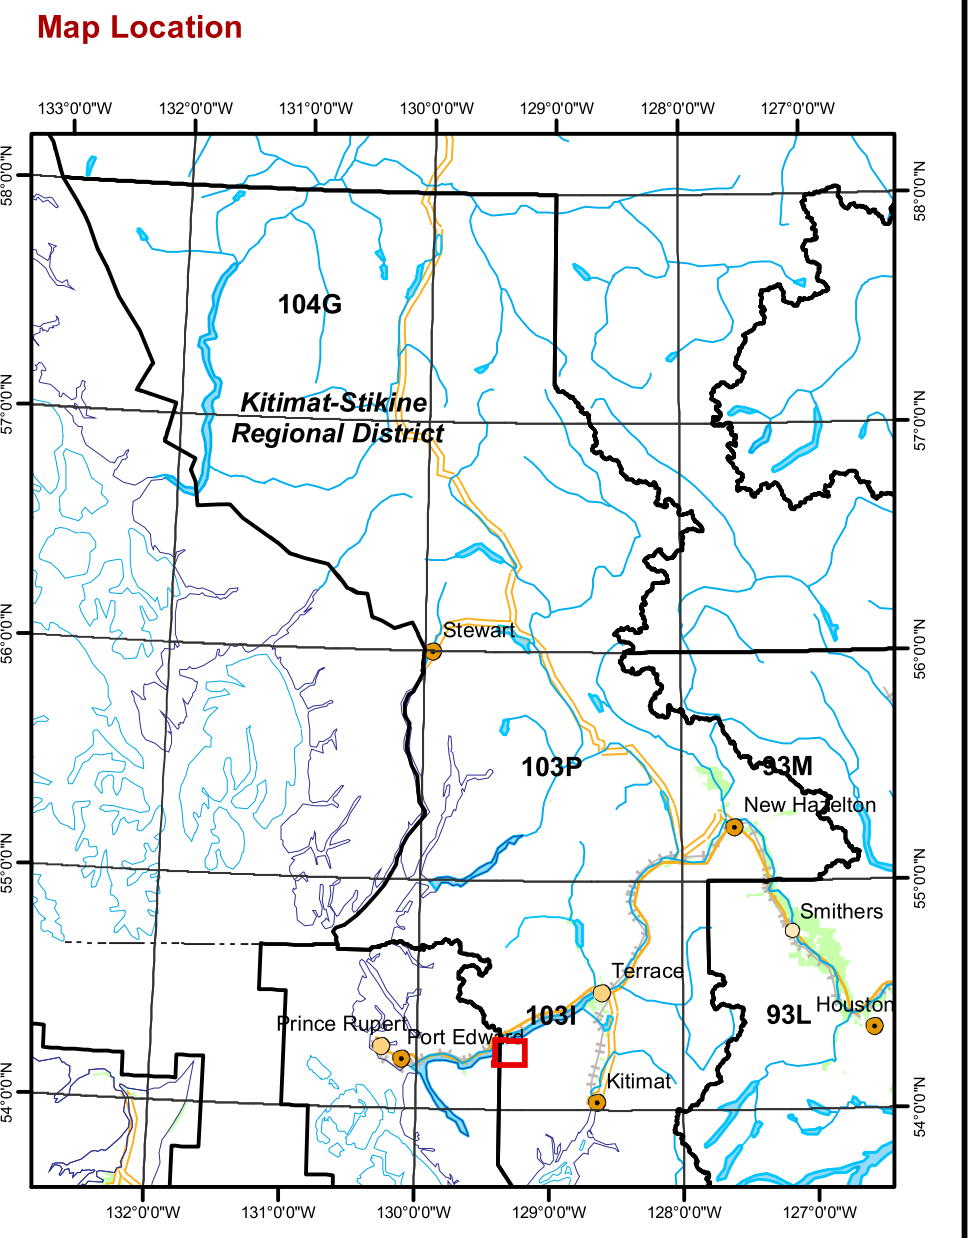 Map Location
133°0'0"W 132°0'0"W 131°0'0"W 130°0'0"W 129°0'0"W 128°0'0"W 127°0'0"W
58°0'0"N
58°0'0"N
104G
Kitimat-Stikine
Regional District
57°0'0"N
57°0'0"N
Stewart
56°0'0"N
56°0'0"N
103P
93M
New Hazelton
55°0'0"N
55°0'0"N
Smithers
Terrace
103I
93L
Houston
Prince Rupert
Port Edward
Kitimat
54°0'0"N
54°0'0"N
132°0'0"W 131°0'0"W 130°0'0"W 129°0'0"W 128°0'0"W 127°0'0"W